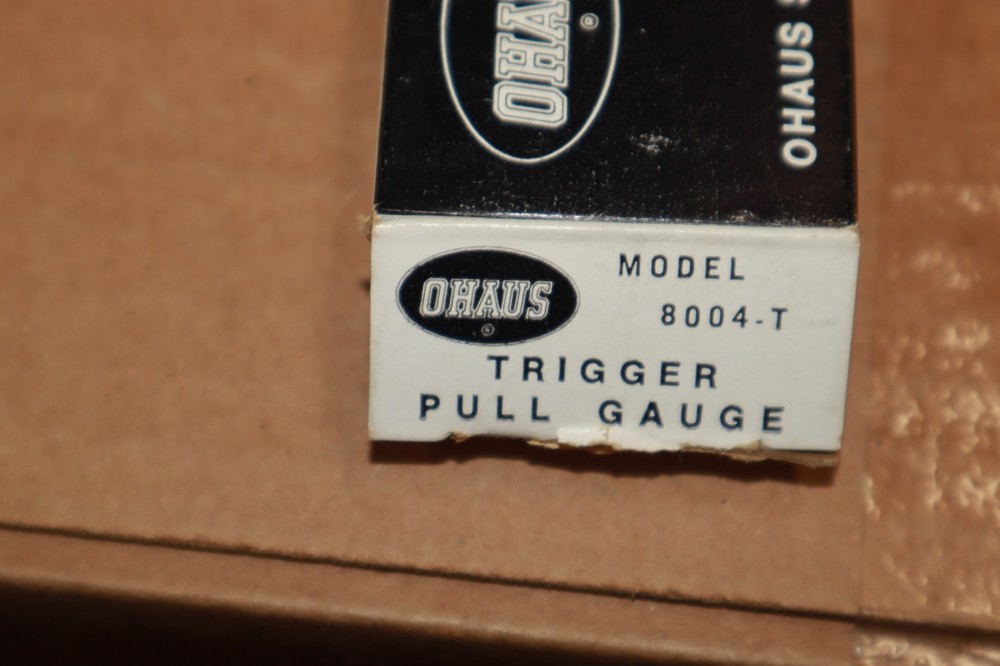 OHAUS
OHAUS
OHAUS
®
MODEL
8004-T
TRIGGER
PULL GAUGE